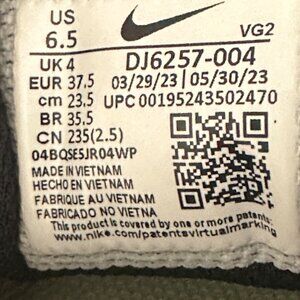 US
6.5
VG2
UK 4
DJ6257-004
EUR 37.5
03/29/23 | 05/30/23
cm 23.5
UPC 00195243502470
BR 35.5
CN 235(2.5)
04BQSE5JR04WP
MADE IN VIETNAM
HECHO EN VIETNAM
FABRIQUE AU VIETNAM
FABRICADO NO VIETNA
This product is covered by one or more patents:
www.nike.com/patentsvirtualmarking